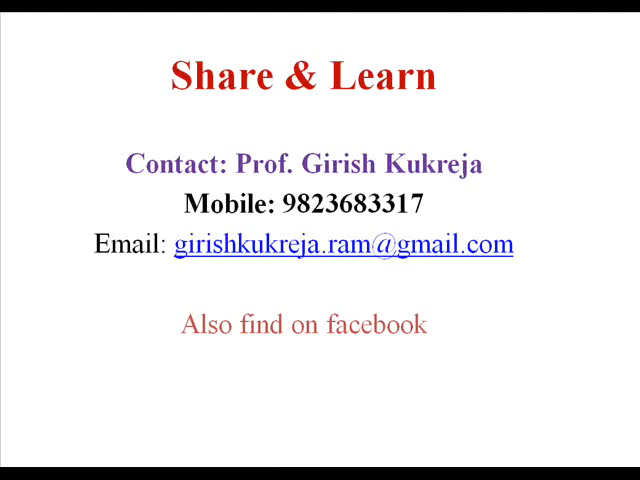 Share & Learn
Contact: Prof. Girish Kukreja
Mobile: 9823683317
Email: girishkukreja.ram@gmail.com
Also find on facebook